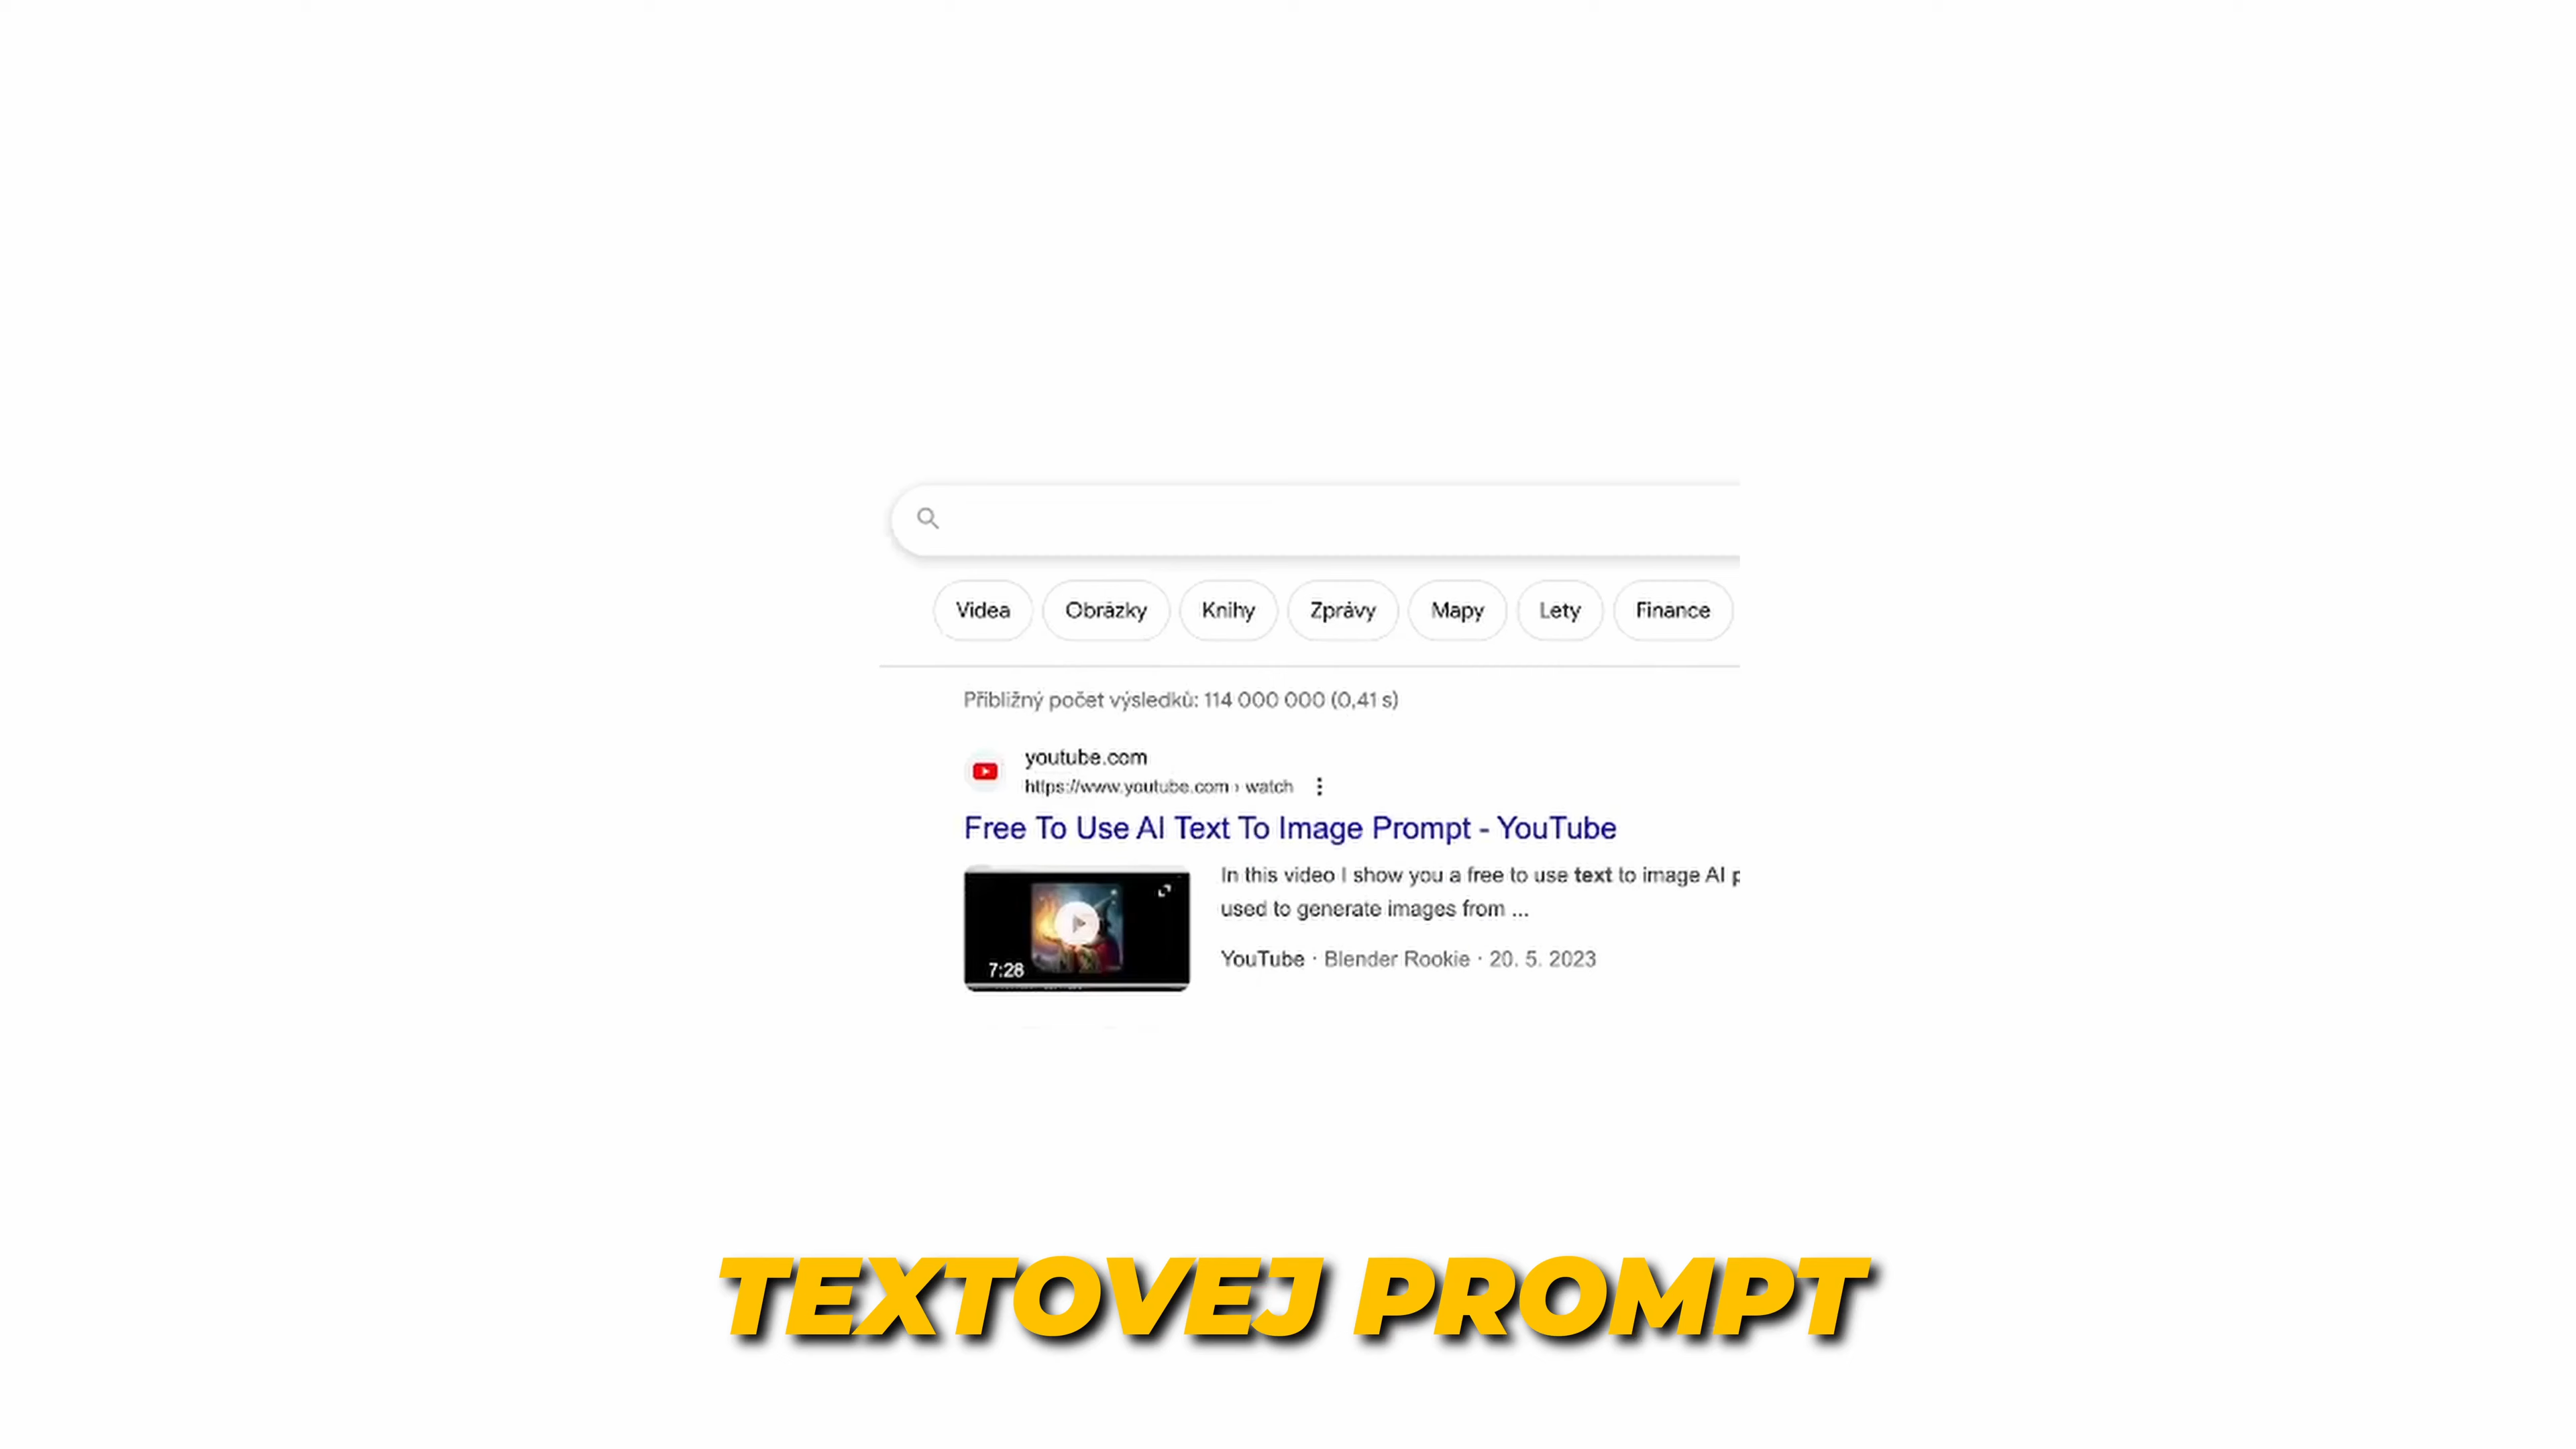 Videa Obrázky Knihy Zprávy Mapy Lety Finance
Přibližný počet výsledků: 114 000 000 (0,41 s)
youtube.com
https://www.youtube.com › watch
Free To Use AI Text To Image Prompt - YouTube
In this video I show you a free to use text to image AI
used to generate images from ...
7:28
YouTube · Blender Rookie · 20. 5. 2023
TEXTOVEJ PROMPT